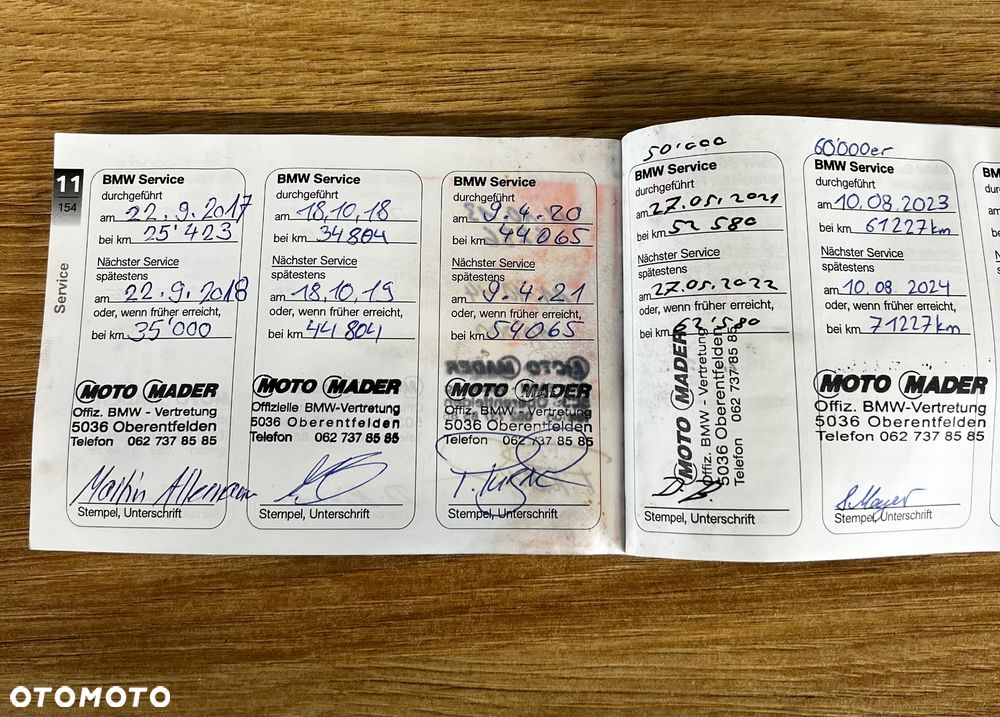 11
154
Service
BMW Service
durchgeführt
am 22.9.2017
bei km 25'423
Nächster Service
spätestens
am 22.9.2018
oder, wenn früher erreicht,
bei km 35'000
MOTO MADER
Offiz. BMW - Vertretung
5036 Oberentfelden
Telefon 062 737 85 85
Stempel, Unterschrift
BMW Service
durchgeführt
am 18,10,18
bei km 34804
Nächster Service
spätestens
am 18,10,19
oder, wenn früher erreicht,
bei km 44804
MOTO MADER
Offizielle BMW-Vertretung
5036 Oberentfelden
Telefon 062 737 85 85
Stempel, Unterschrift
BMW Service
durchgeführt
am 9.4.20
bei km 44065
Nächster Service
spätestens
am 9.4.21
oder, wenn früher erreicht,
bei km 54065
MOTO MADER
Offiz. BMW - Vertretung
5036 Oberentfelden
Telefon 062 737 85 85
Stempel, Unterschrift
50'000
BMW Service
durchgeführt
am 27.05.2021
bei km 52 580
Nächster Service
spätestens
am 27.05.2022
oder, wenn früher erreicht,
bei km 62'580
MOTO MADER
Offiz. BMW - Vertretung
5036 Oberentfelden
Telefon 062 737 85 85
Stempel, Unterschrift
60'000er
BMW Service
durchgeführt
am 10.08.2023
bei km 61227km
Nächster Service
spätestens
am 10.08.2024
oder, wenn früher erreicht,
bei km 71227km
MOTO MADER
Offizielle BMW-Vertretung
5036 Oberentfelden
Telefon 062 737 85 85
S. Mayer
Stempel, Unterschrift
OTOMOTO